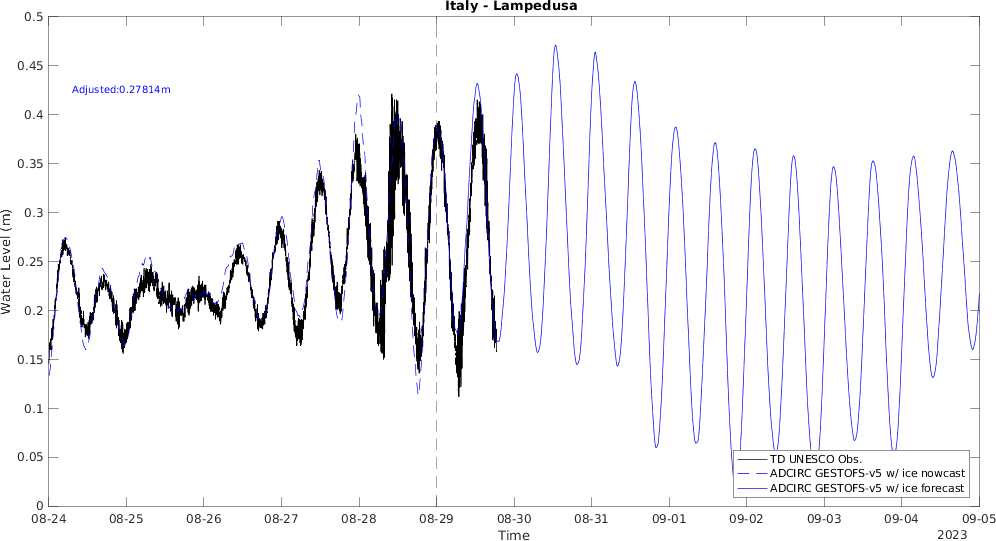 Italy - Lampedusa
0.5
0.45
0.4
0.35
0.3
0.25
0.2
0.15
0.1
0.05
0
Water Level (m)
Adjusted:0.27814m
TD UNESCO Obs.
ADCIRC GESTOFS-v5 w/ ice nowcast
ADCIRC GESTOFS-v5 w/ ice forecast
08-24 08-25 08-26 08-27 08-28 08-29 08-30 08-31 09-01 09-02 09-03 09-04 09-05
Time
2023